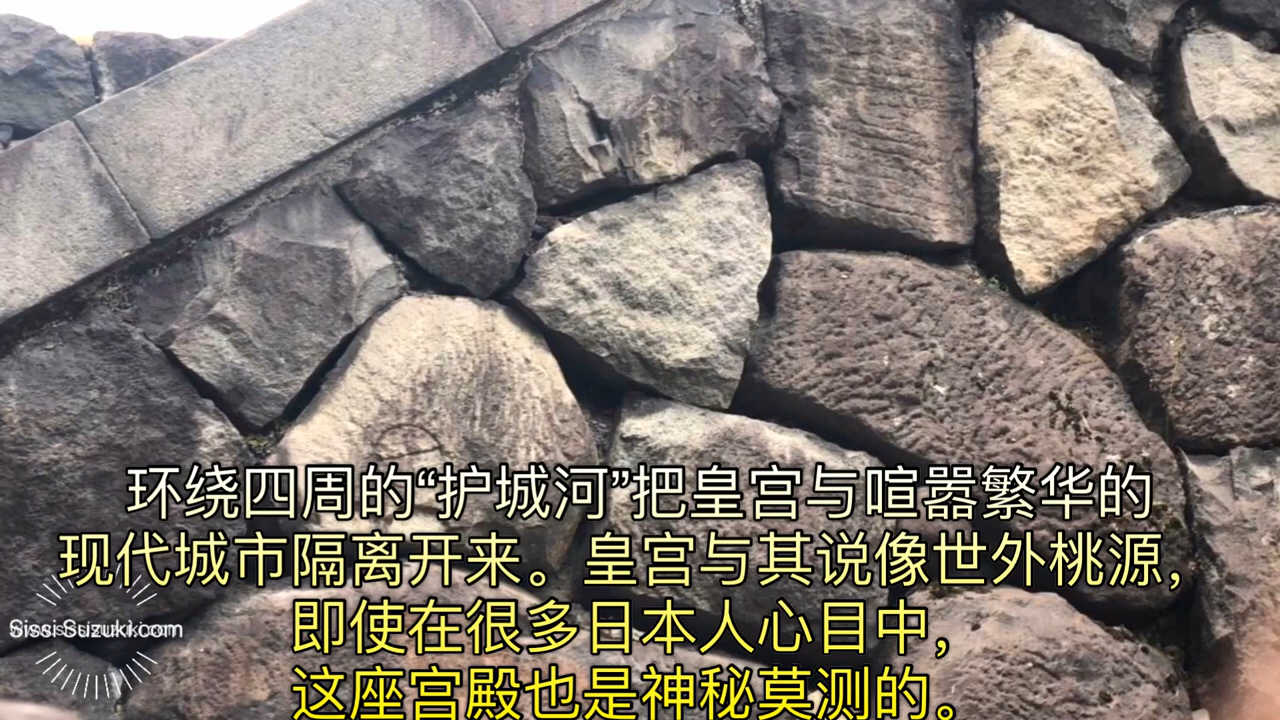 环绕四周的“护城河”把皇宫与喧嚣繁华的
现代城市隔离开来。皇宫与其说像世外桃源，
即使在很多日本人心目中，
这座宫殿也是神秘莫测的。
Sissi Suzuki.com